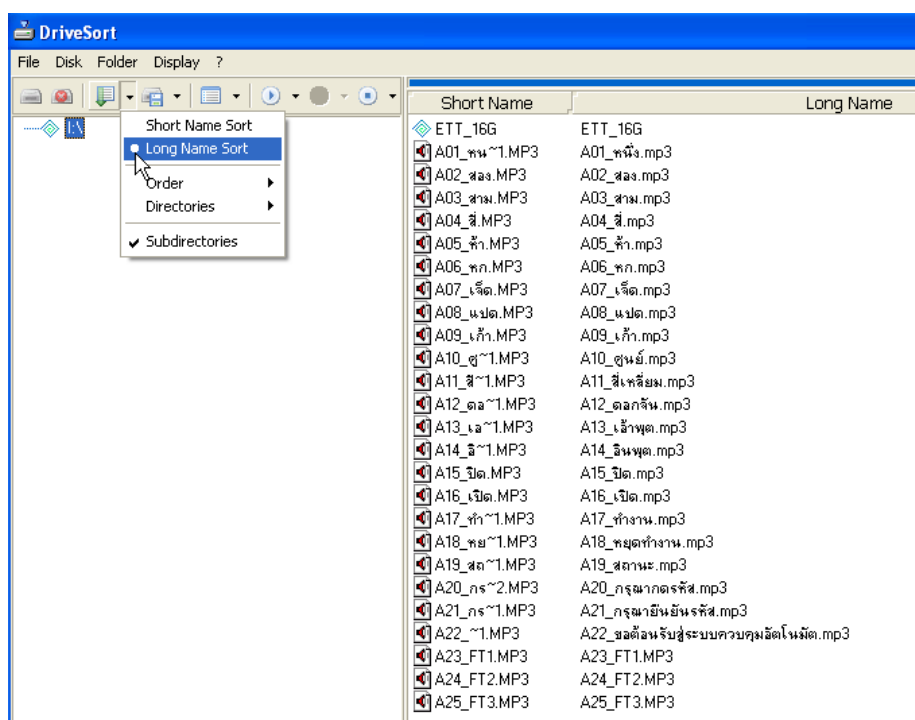 DriveSort
File Disk Folder Display ?
Short Name Long Name
I:\
Short Name Sort
Long Name Sort
Order
Directories
Subdirectories
ETT_16G ETT_16G
A01_หน~1.MP3 A01_หนึ่ง.mp3
A02_สอง.MP3 A02_สอง.mp3
A03_สาม.MP3 A03_สาม.mp3
A04_สี่.MP3 A04_สี่.mp3
A05_ห้า.MP3 A05_ห้า.mp3
A06_หก.MP3 A06_หก.mp3
A07_เจ็ด.MP3 A07_เจ็ด.mp3
A08_แปด.MP3 A08_แปด.mp3
A09_เก้า.MP3 A09_เก้า.mp3
A10_ศู~1.MP3 A10_ศูนย์.mp3
A11_สี~1.MP3 A11_สี่เหลี่ยม.mp3
A12_ดอ~1.MP3 A12_ดอกจัน.mp3
A13_เอ~1.MP3 A13_เอ้าพุต.mp3
A14_อิ~1.MP3 A14_อินพุต.mp3
A15_ปิด.MP3 A15_ปิด.mp3
A16_เปิด.MP3 A16_เปิด.mp3
A17_ทำ~1.MP3 A17_ทำงาน.mp3
A18_หย~1.MP3 A18_หยุดทำงาน.mp3
A19_สถ~1.MP3 A19_สถานะ.mp3
A20_กร~2.MP3 A20_กรุณากดรหัส.mp3
A21_กร~1.MP3 A21_กรุณายืนยันรหัส.mp3
A22_~1.MP3 A22_ขอต้อนรับสู่ระบบควบคุมอัตโนมัต.mp3
A23_FT1.MP3 A23_FT1.MP3
A24_FT2.MP3 A24_FT2.MP3
A25_FT3.MP3 A25_FT3.MP3